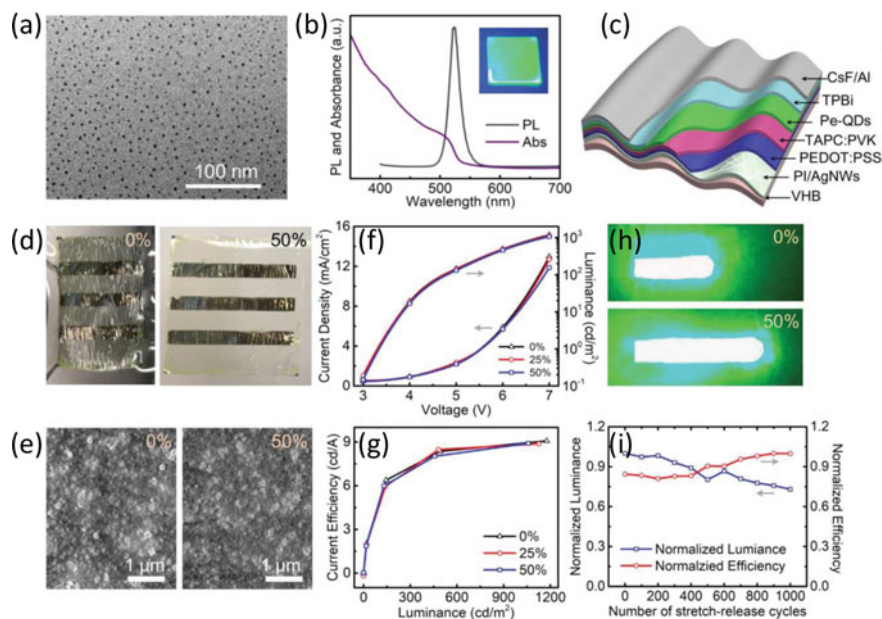 (a)
100 nm
(b)
PL and Absorbance (a.u.)
PL
Abs
400
500
600
700
Wavelength (nm)
(c)
CsF/Al
TPBi
Pe-QDs
TAPC:PVK
PEDOT:PSS
PI/AgNWs
VHB
(d)
0%
50%
(f)
Current Density (mA/cm²)
16
12
8
4
0
3
4
5
6
7
Voltage (V)
10³
10²
10¹
10⁰
10⁻¹
Luminance (cd/m²)
0%
25%
50%
(h)
0%
50%
(e)
0%
1 μm
50%
1 μm
(g)
Current Efficiency (cd/A)
9
6
3
0
0
300
600
900
1200
Luminance (cd/m²)
0%
25%
50%
(i)
Normalized Luminance
1.2
0.9
0.6
0.3
0.0
0
200
400
600
800
1000
Number of stretch-release cycles
1.2
1.0
0.8
0.6
0.4
0.2
0.0
Normalized Efficiency
Normalized Lumiance
Normalzied Efficiency